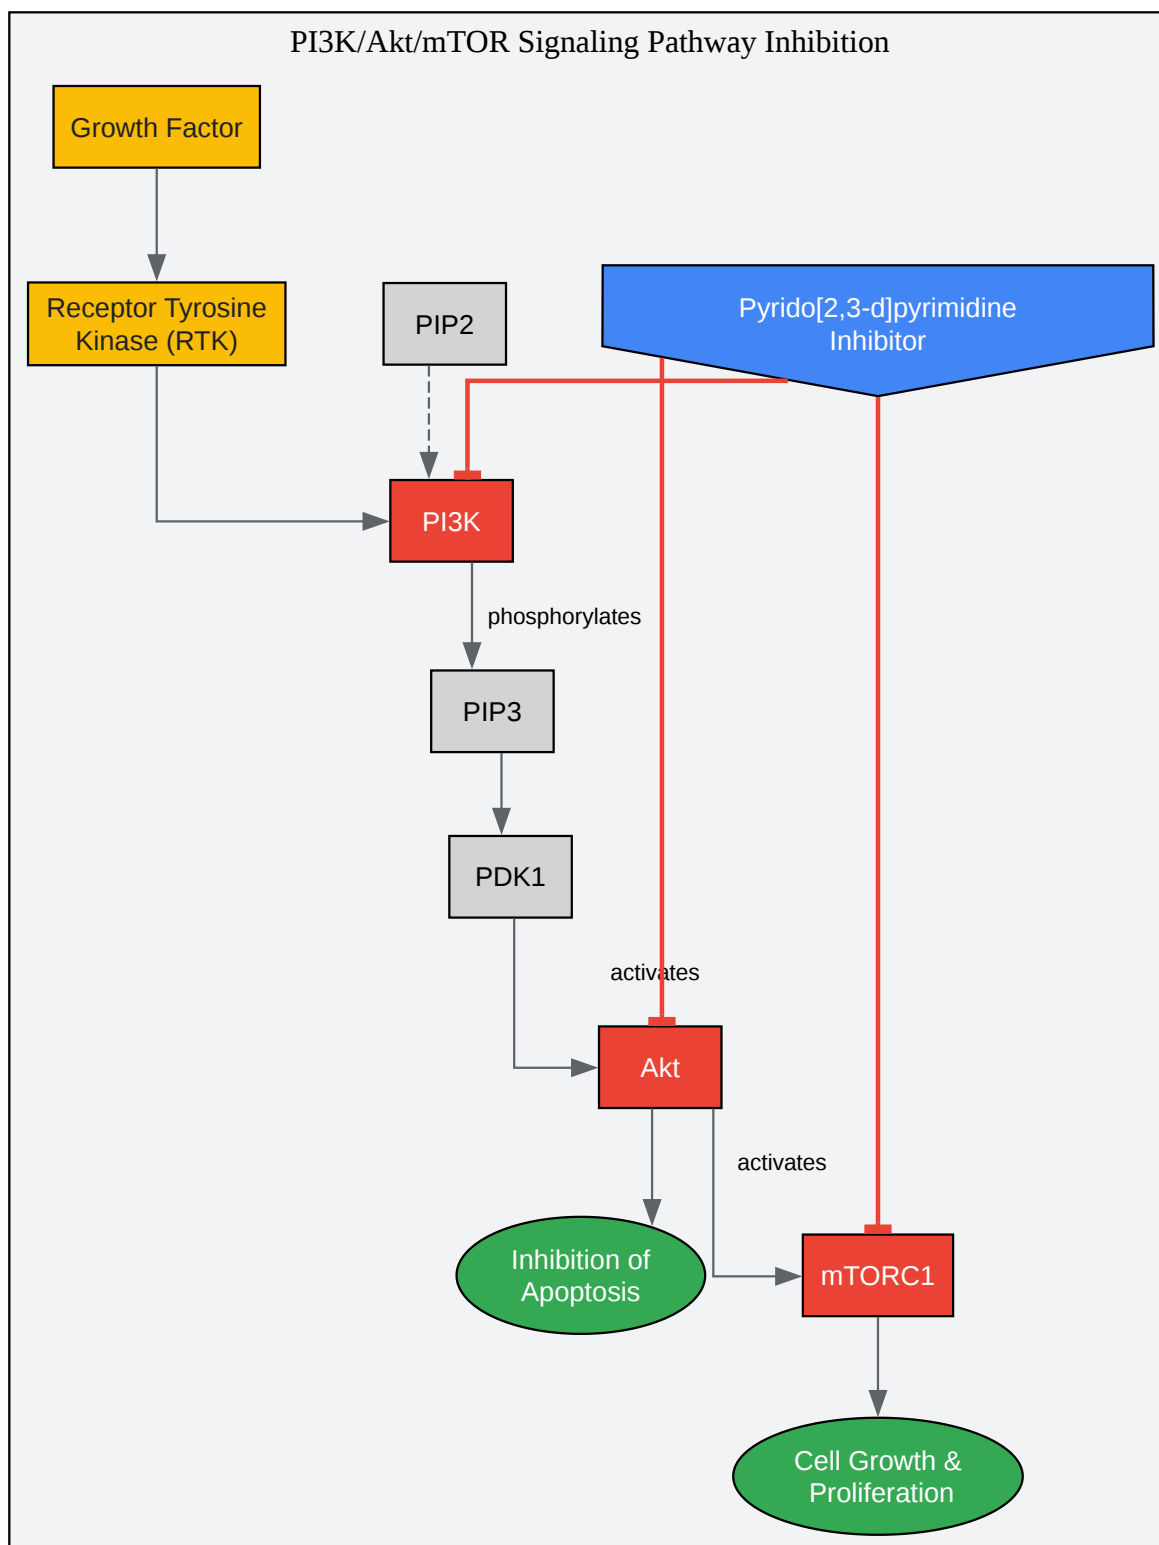 PI3K/Akt/mTOR Signaling Pathway Inhibition
Growth Factor
Receptor Tyrosine
Kinase (RTK)
PIP2
Pyrido[2,3-d]pyrimidine
Inhibitor
PI3K
phosphorylates
PIP3
PDK1
activates
Akt
activates
Inhibition of
Apoptosis
mTORC1
Cell Growth &
Proliferation